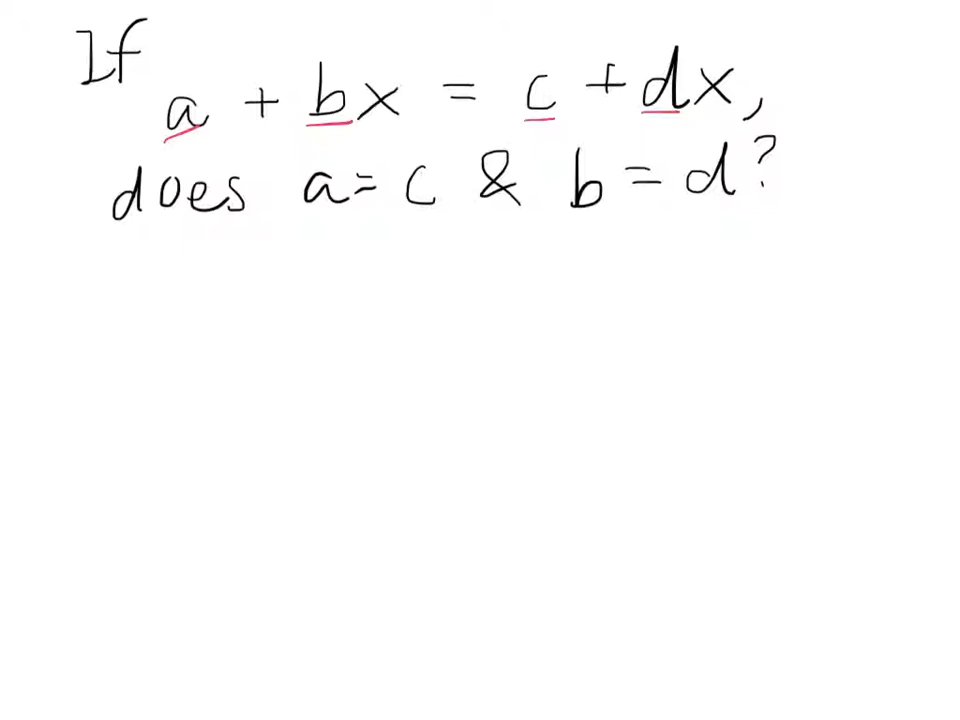 If
a + bx = c + dx,
does a = c & b = d?